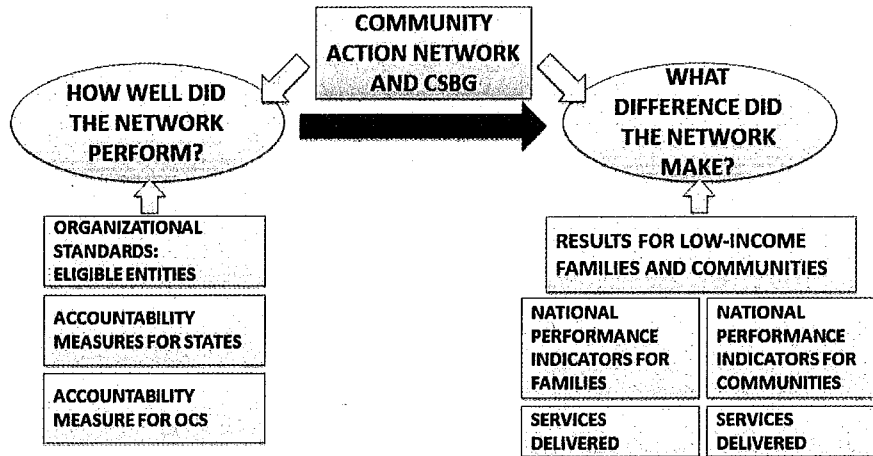 COMMUNITY
ACTION NETWORK
AND CSBG
HOW WELL DID
THE NETWORK
PERFORM?
WHAT
DIFFERENCE DID
THE NETWORK
MAKE?
ORGANIZATIONAL
STANDARDS:
ELIGIBLE ENTITIES
ACCOUNTABILITY
MEASURES FOR STATES
ACCOUNTABILITY
MEASURE FOR OCS
RESULTS FOR LOW-INCOME
FAMILIES AND COMMUNITIES
NATIONAL
PERFORMANCE
INDICATORS FOR
FAMILIES
NATIONAL
PERFORMANCE
INDICATORS FOR
COMMUNITIES
SERVICES
DELIVERED
SERVICES
DELIVERED